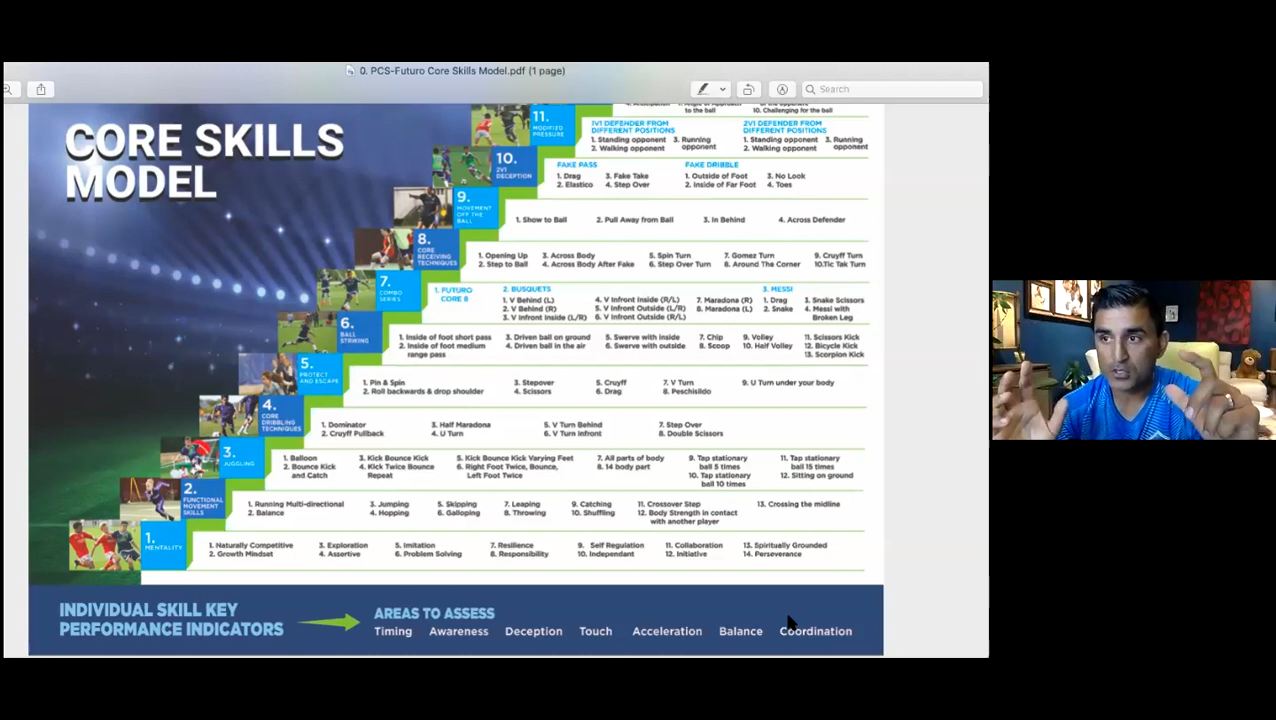 0. PCS-Futuro Core Skills Model.pdf (1 page)
Search
CORE SKILLS
MODEL
to the ball
10. Challenging for the ball
11.
MODIFIED
PRESSURE
1V1 DEFENDER FROM
DIFFERENT POSITIONS
1. Standing opponent
2. Walking opponent
3. Running
opponent
2V1 DEFENDER FROM
DIFFERENT POSITIONS
1. Standing opponent
2. Walking opponent
3. Running
opponent
10.
2V1
DECEPTION
FAKE PASS
1. Drag
2. Elastico
3. Fake Take
4. Step Over
FAKE DRIBBLE
1. Outside of Foot
2. Inside of Far Foot
3. No Look
4. Toes
9.
MOVEMENT
OFF THE
BALL
1. Show to Ball
2. Pull Away from Ball
3. In Behind
4. Across Defender
8.
CORE
RECEIVING
TECHNIQUES
1. Opening Up
2. Step to Ball
3. Across Body
4. Across Body After Fake
5. Spin Turn
6. Step Over Turn
7. Gomez Turn
8. Around The Corner
9. Cruyff Turn
10.Tic Tak Turn
7.
COMBO
SERIES
1. FUTURO
CORE 8
2. BUSQUETS
1. V Behind (L)
2. V Behind (R)
3. V Infront Inside (L/R)
4. V Infront Inside (R/L)
5. V Infront Outside (L/R)
6. V Infront Outside (R/L)
7. Maradona (R)
8. Maradona (L)
3. MESSI
1. Drag
2. Snake
3. Snake Scissors
4. Messi with
Broken Leg
6.
BALL
STRIKING
1. Inside of foot short pass
2. Inside of foot medium
range pass
3. Driven ball on ground
4. Driven ball in the air
5. Swerve with inside
6. Swerve with outside
7. Chip
8. Scoop
9. Volley
10. Half Volley
11. Scissors Kick
12. Bicycle Kick
13. Scorpion Kick
5.
PROTECT
AND ESCAPE
1. Pin & Spin
2. Roll backwards & drop shoulder
3. Stepover
4. Scissors
5. Cruyff
6. Drag
7. V Turn
8. Peschisildo
9. U Turn under your body
4.
CORE
DRIBBLING
TECHNIQUES
1. Dominator
2. Cruyff Pullback
3. Half Maradona
4. U Turn
5. V Turn Behind
6. V Turn Infront
7. Step Over
8. Double Scissors
3.
JUGGLING
1. Balloon
2. Bounce Kick
and Catch
3. Kick Bounce Kick
4. Kick Twice Bounce
Repeat
5. Kick Bounce Kick Varying Feet
6. Right Foot Twice, Bounce,
Left Foot Twice
7. All parts of body
8. 14 body part
9. Tap stationary
ball 5 times
10. Tap stationary
ball 10 times
11. Tap stationary
ball 15 times
12. Sitting on ground
2.
FUNCTIONAL
MOVEMENT
SKILLS
1. Running Multi-directional
2. Balance
3. Jumping
4. Hopping
5. Skipping
6. Galloping
7. Leaping
8. Throwing
9. Catching
10. Shuffling
11. Crossover Step
12. Body Strength in contact
with another player
13. Crossing the midline
1.
MENTALITY
1. Naturally Competitive
2. Growth Mindset
3. Exploration
4. Assertive
5. Imitation
6. Problem Solving
7. Resilience
8. Responsibility
9. Self Regulation
10. Independant
11. Collaboration
12. Initiative
13. Spiritually Grounded
14. Perseverance
INDIVIDUAL SKILL KEY
PERFORMANCE INDICATORS
AREAS TO ASSESS
Timing Awareness Deception Touch Acceleration Balance Coordination